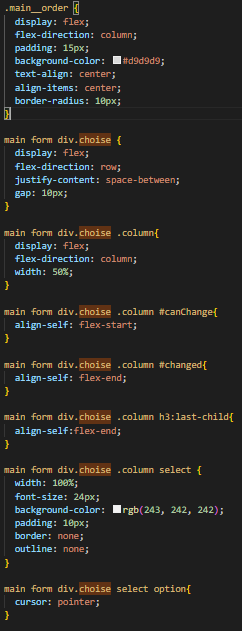 .main__order {
display: flex;
flex-direction: column;
padding: 15px;
background-color: #d9d9d9;
text-align: center;
align-items: center;
border-radius: 10px;
}
main form div.choise {
display: flex;
flex-direction: row;
justify-content: space-between;
gap: 10px;
}
main form div.choise .column{
display: flex;
flex-direction: column;
width: 50%;
}
main form div.choise .column #canChange{
align-self: flex-start;
}
main form div.choise .column #changed{
align-self: flex-end;
}
main form div.choise .column h3:last-child{
align-self:flex-end;
}
main form div.choise .column select {
width: 100%;
font-size: 24px;
background-color: rgb(243, 242, 242);
padding: 10px;
border: none;
outline: none;
}
main form div.choise select option{
cursor: pointer;
}